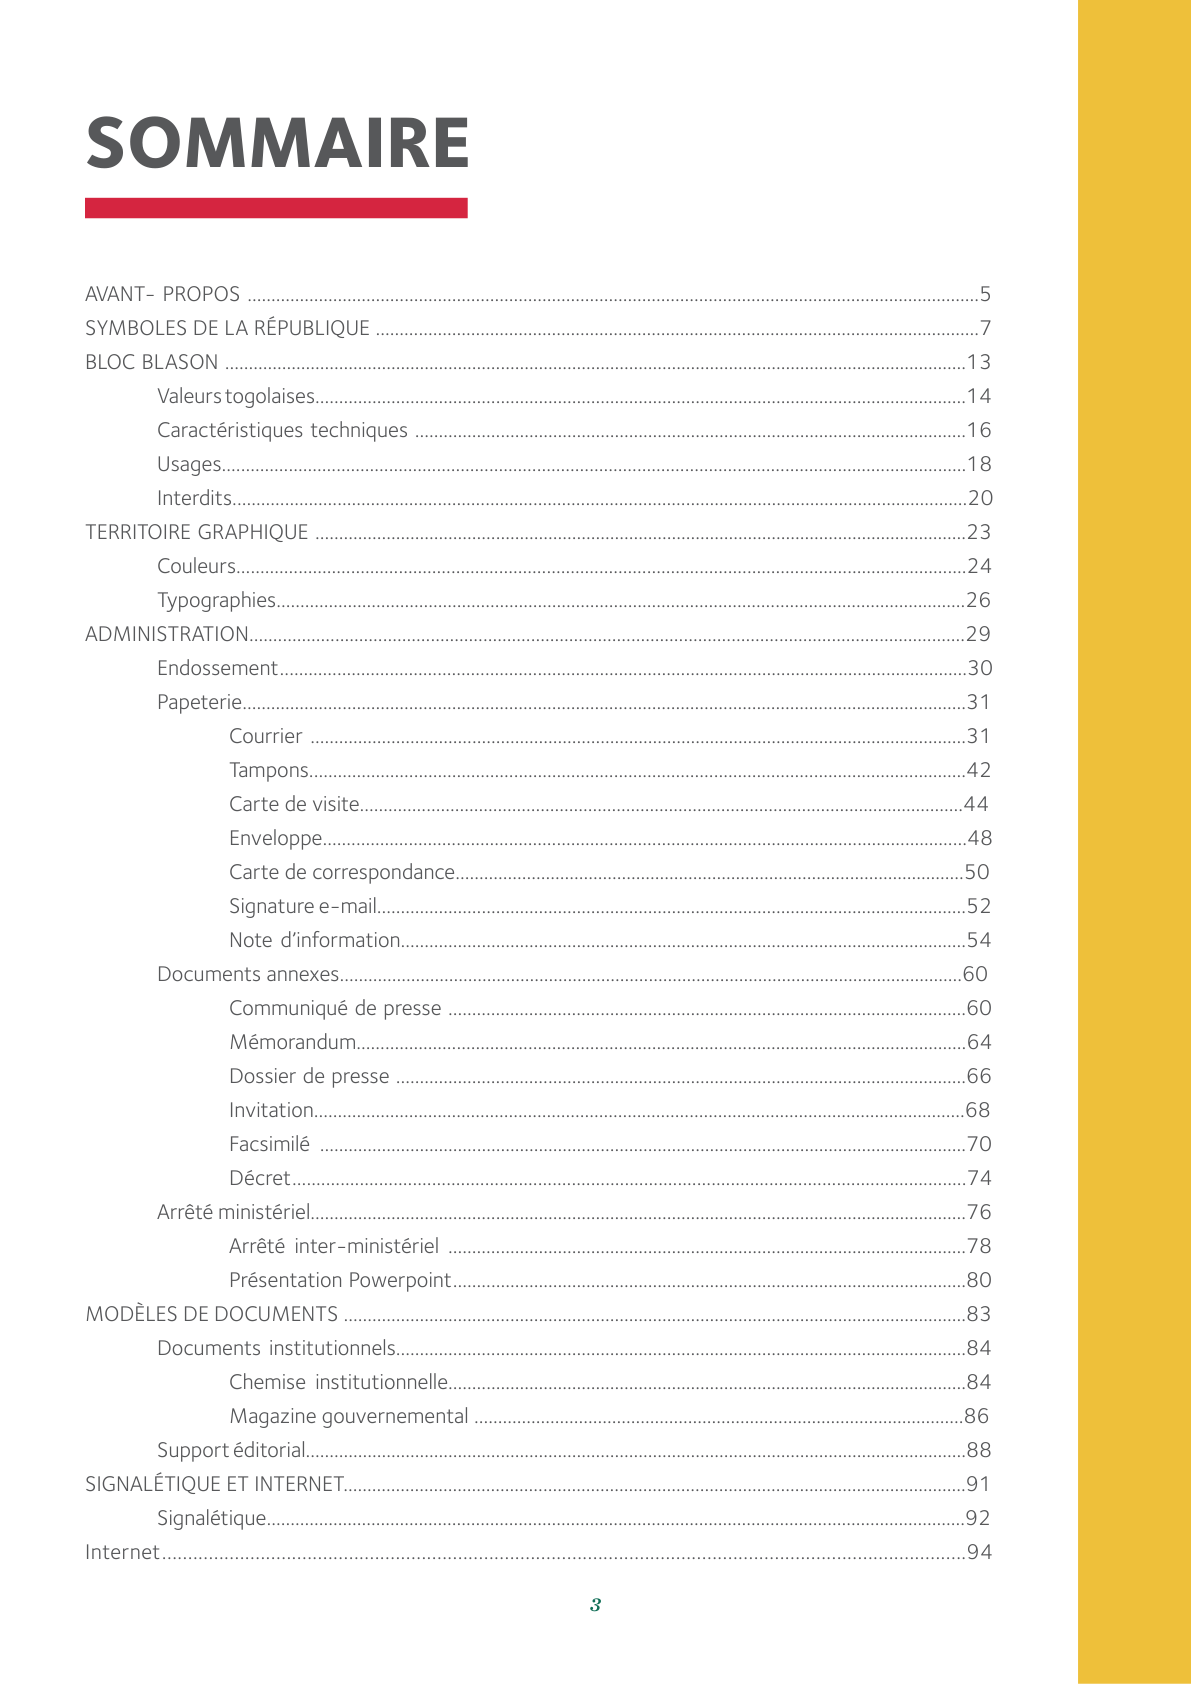 SOMMAIRE
AVANT- PROPOS ..........5
SYMBOLES DE LA RÉPUBLIQUE ..........7
BLOC BLASON ..........13
Valeurs togolaises..........14
Caractéristiques techniques ..........16
Usages..........18
Interdits..........20
TERRITOIRE GRAPHIQUE ..........23
Couleurs..........24
Typographies..........26
ADMINISTRATION..........29
Endossement..........30
Papeterie..........31
Courrier ..........31
Tampons..........42
Carte de visite..........44
Enveloppe..........48
Carte de correspondance..........50
Signature e-mail..........52
Note d'information..........54
Documents annexes..........60
Communiqué de presse ..........60
Mémorandum..........64
Dossier de presse ..........66
Invitation..........68
Facsimilé ..........70
Décret..........74
Arrêté ministériel..........76
Arrêté inter-ministériel ..........78
Présentation Powerpoint..........80
MODÈLES DE DOCUMENTS ..........83
Documents institutionnels..........84
Chemise institutionnelle..........84
Magazine gouvernemental ..........86
Support éditorial..........88
SIGNALÉTIQUE ET INTERNET..........91
Signalétique..........92
Internet..........94
3